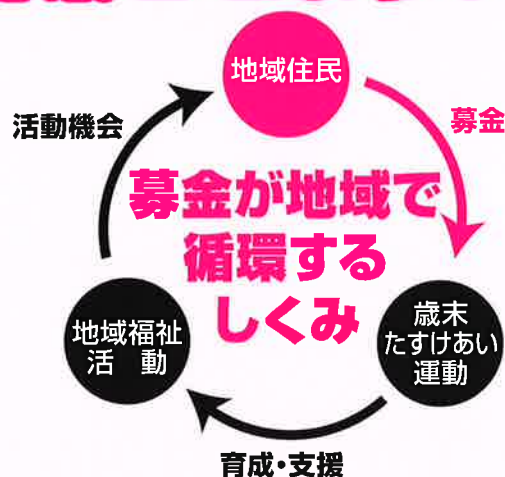 地域住民
活動機会
募金
募金が地域で
循環する
しくみ
地域福祉
活　動
歳末
たすけあい
運動
育成・支援